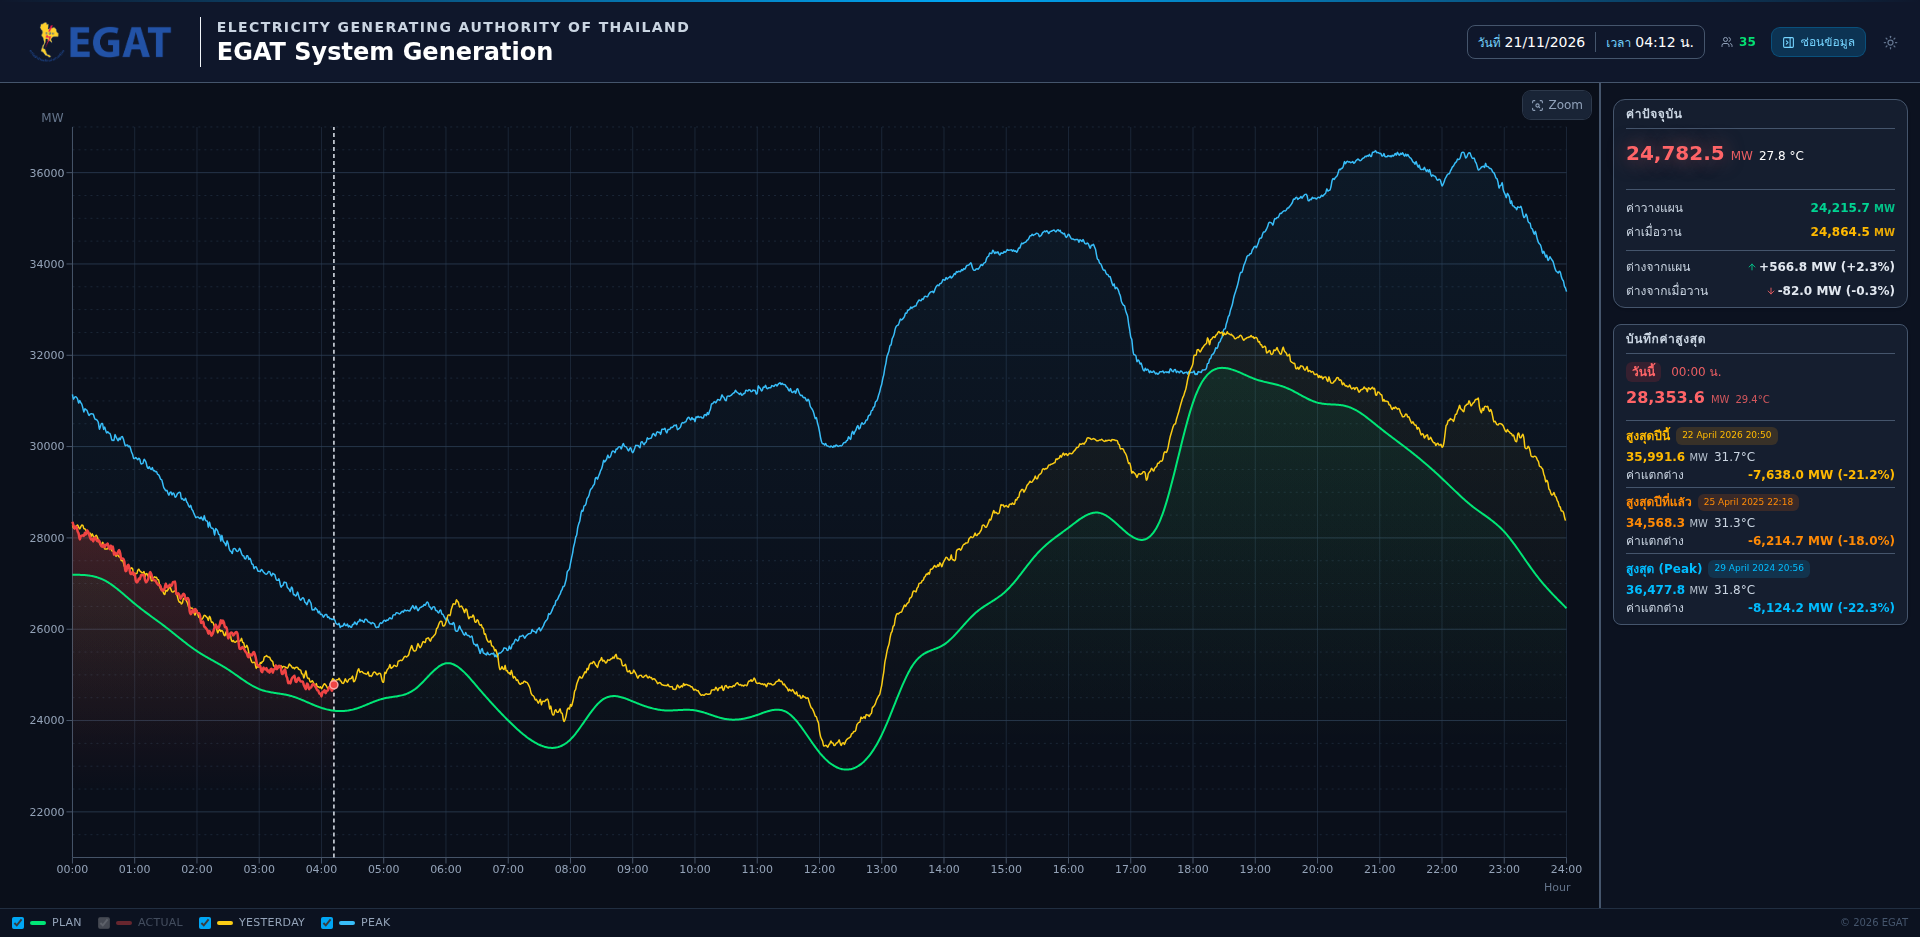 EGAT
ELECTRICITY GENERATING AUTHORITY OF THAILAND
EGAT System Generation
วันที่ 21/11/2026 เวลา 04:12 น.
35
ซ่อนข้อมูล
Zoom
MW
36000
34000
32000
30000
28000
26000
24000
22000
00:00 01:00 02:00 03:00 04:00 05:00 06:00 07:00 08:00 09:00 10:00 11:00 12:00 13:00 14:00 15:00 16:00 17:00 18:00 19:00 20:00 21:00 22:00 23:00 24:00
Hour
ค่าปัจจุบัน
24,782.5 MW 27.8 °C
ค่าวางแผน 24,215.7 MW
ค่าเมื่อวาน 24,864.5 MW
ต่างจากแผน ↑ +566.8 MW (+2.3%)
ต่างจากเมื่อวาน ↓ -82.0 MW (-0.3%)
บันทึกค่าสูงสุด
วันนี้ 00:00 น.
28,353.6 MW 29.4°C
สูงสุดปีนี้ 22 April 2026 20:50
35,991.6 MW 31.7°C
ค่าแตกต่าง -7,638.0 MW (-21.2%)
สูงสุดปีที่แล้ว 25 April 2025 22:18
34,568.3 MW 31.3°C
ค่าแตกต่าง -6,214.7 MW (-18.0%)
สูงสุด (Peak) 29 April 2024 20:56
36,477.8 MW 31.8°C
ค่าแตกต่าง -8,124.2 MW (-22.3%)
PLAN ACTUAL YESTERDAY PEAK
© 2026 EGAT